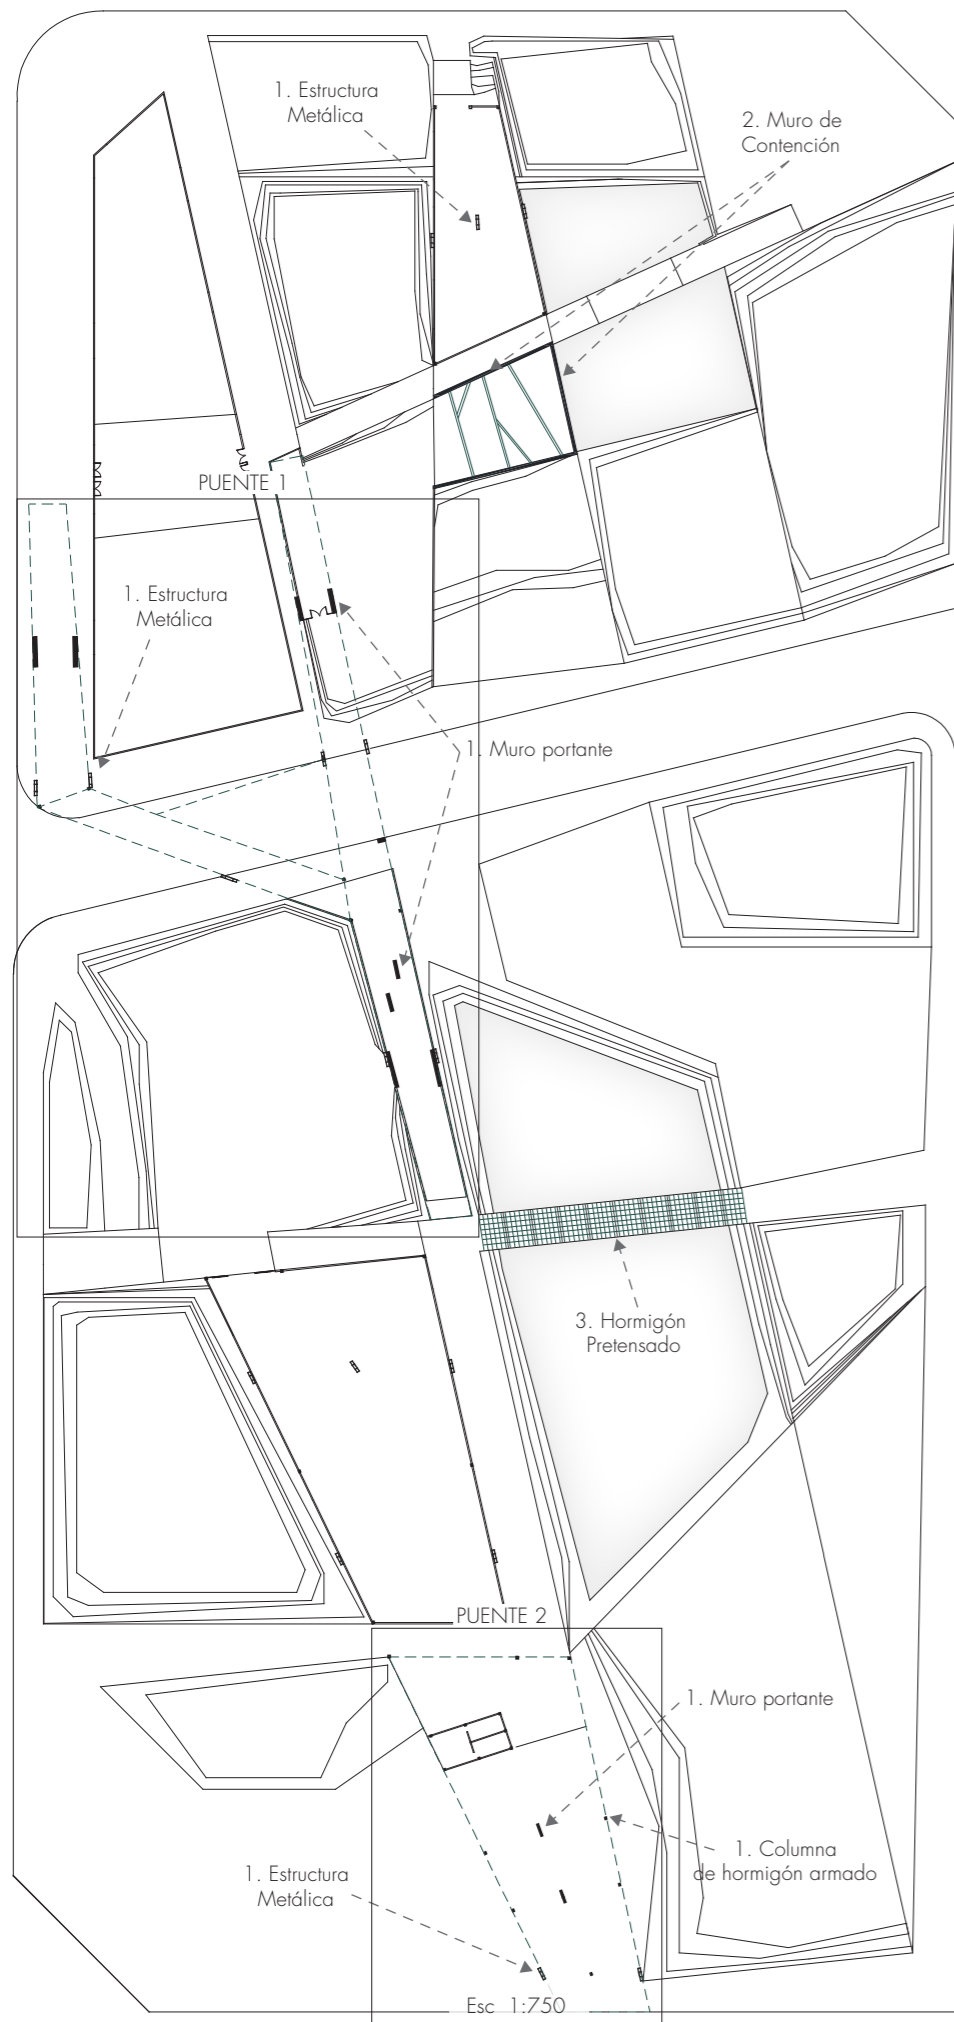 1. Estructura
Metálica
2. Muro de
Contención
PUENTE 1
1. Estructura
Metálica
1. Muro portante
3. Hormigón
Pretensado
PUENTE 2
1. Muro portante
1. Columna
de hormigón armado
1. Estructura
Metálica
Esc 1:750